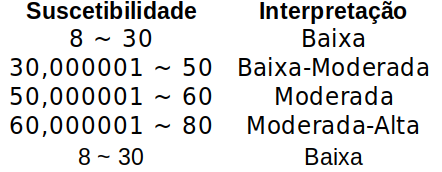 Suscetibilidade Interpretação
8 ~ 30 Baixa
30,000001 ~ 50 Baixa-Moderada
50,000001 ~ 60 Moderada
60,000001 ~ 80 Moderada-Alta
8 ~ 30 Baixa